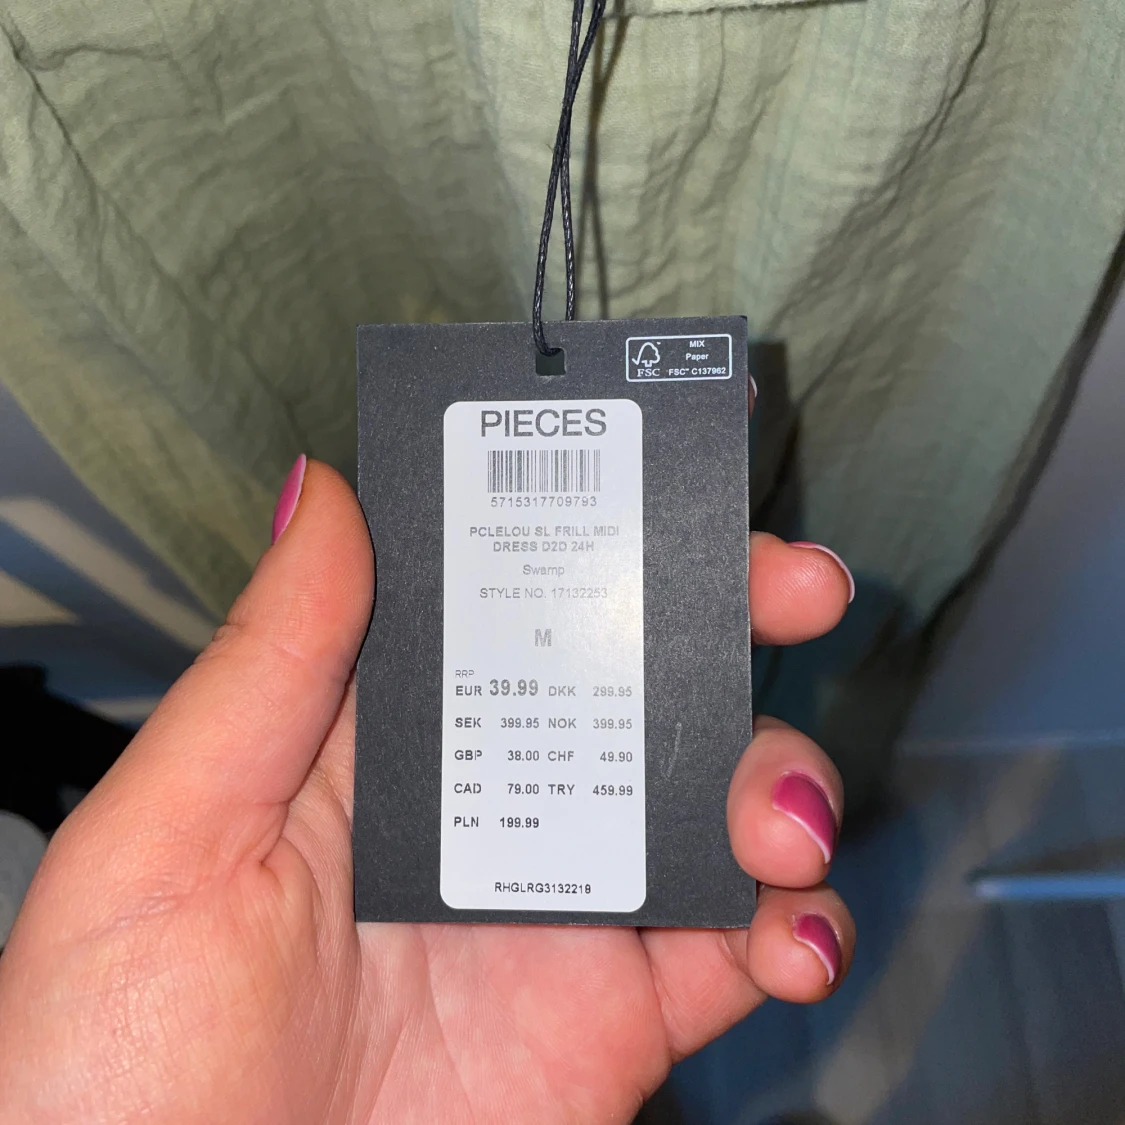 MIX
Paper
FSC™ C137962
FSC
PIECES
5715317709793
PCLELOU SL FRILL MIDI
DRESS D2D 24H
Swamp
STYLE NO. 17132253
M
RRP
EUR 39.99 DKK 299.95
SEK 399.95 NOK 399.95
GBP 38.00 CHF 49.90
CAD 79.00 TRY 459.99
PLN 199.99
RHGLRG3132218